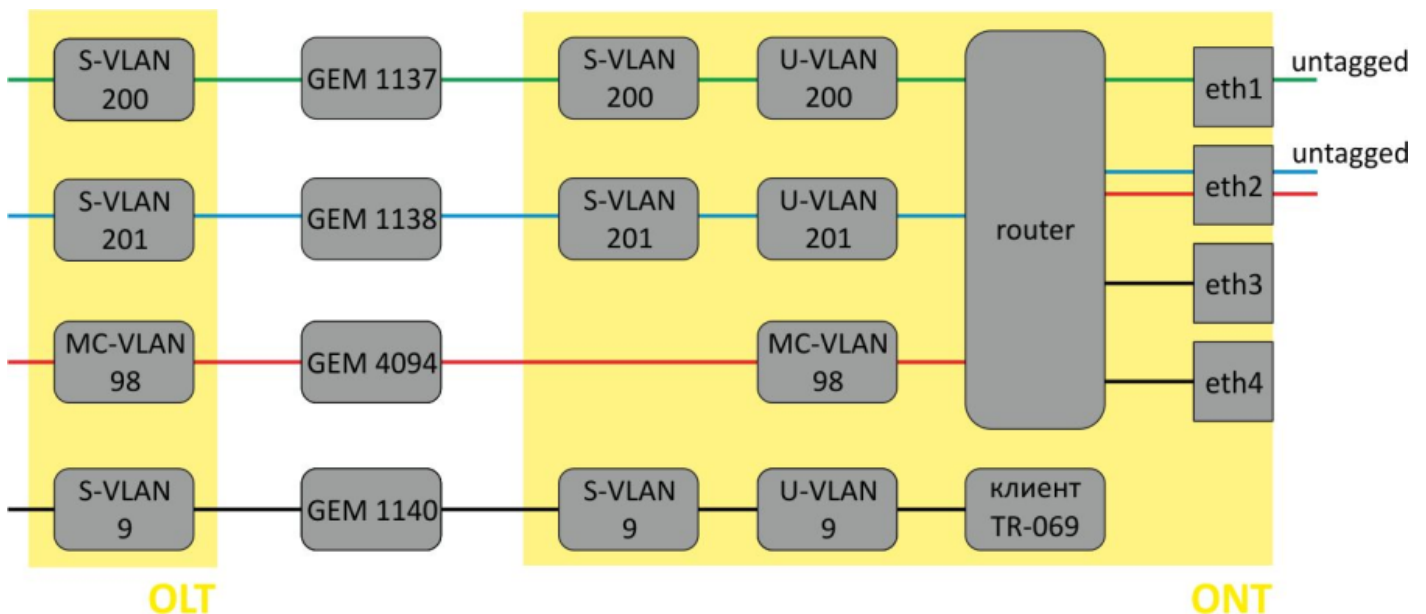 S-VLAN
200
GEM 1137
S-VLAN
200
U-VLAN
200
eth1
untagged
S-VLAN
201
GEM 1138
S-VLAN
201
U-VLAN
201
router
eth2
untagged
eth3
MC-VLAN
98
GEM 4094
MC-VLAN
98
eth4
S-VLAN
9
GEM 1140
S-VLAN
9
U-VLAN
9
клиент
TR-069
OLT
ONT